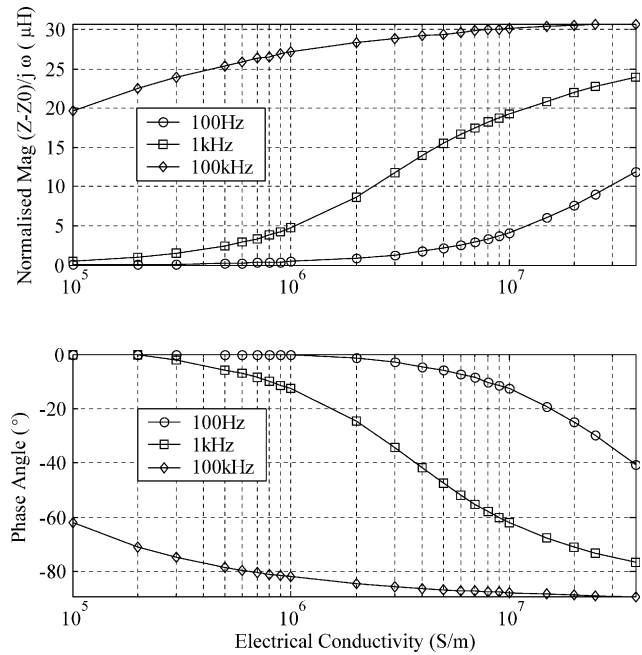 Normalised Mag (Z-Z0)/j ω ( μH)
30
25
20
15
10
5
0
100Hz
1kHz
100kHz
10^5
10^6
10^7
Phase Angle (°)
0
-20
-40
-60
-80
100Hz
1kHz
100kHz
10^5
10^6
10^7
Electrical Conductivity (S/m)